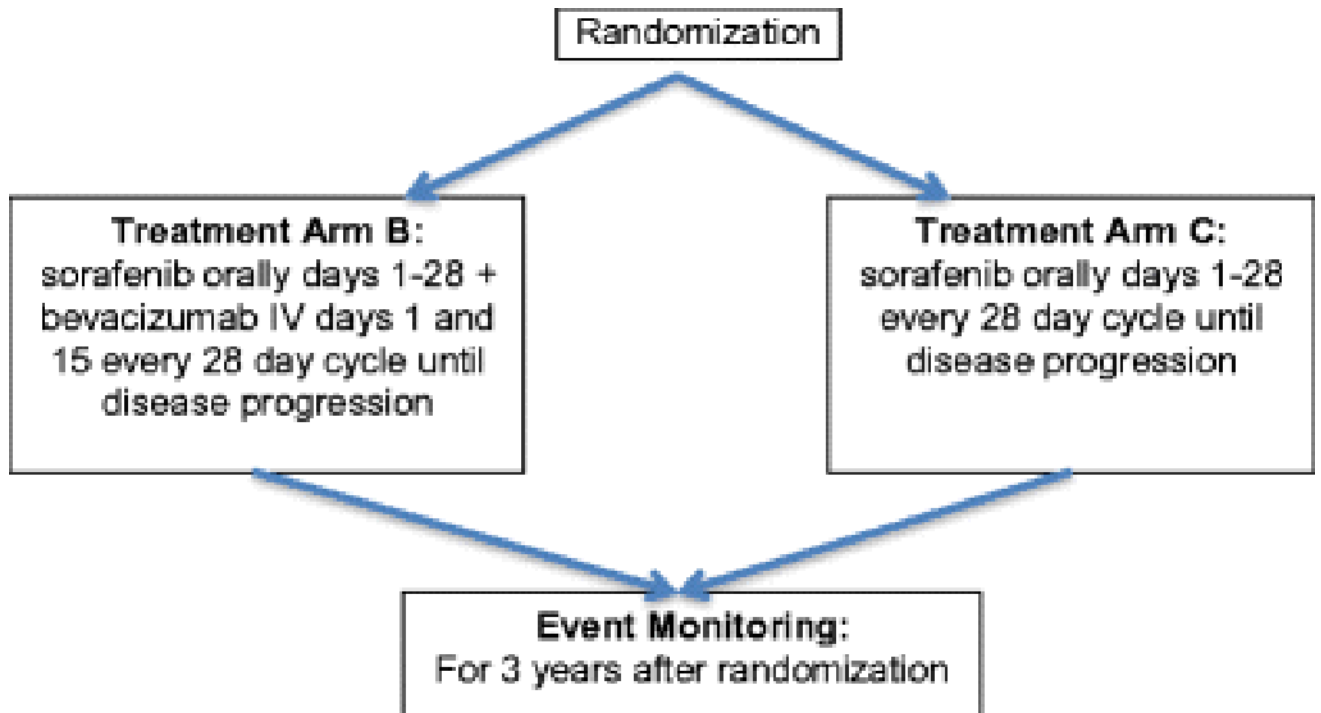 Randomization
Treatment Arm B:
sorafenib orally days 1-28 +
bevacizumab IV days 1 and
15 every 28 day cycle until
disease progression
Treatment Arm C:
sorafenib orally days 1-28
every 28 day cycle until
disease progression
Event Monitoring:
For 3 years after randomization